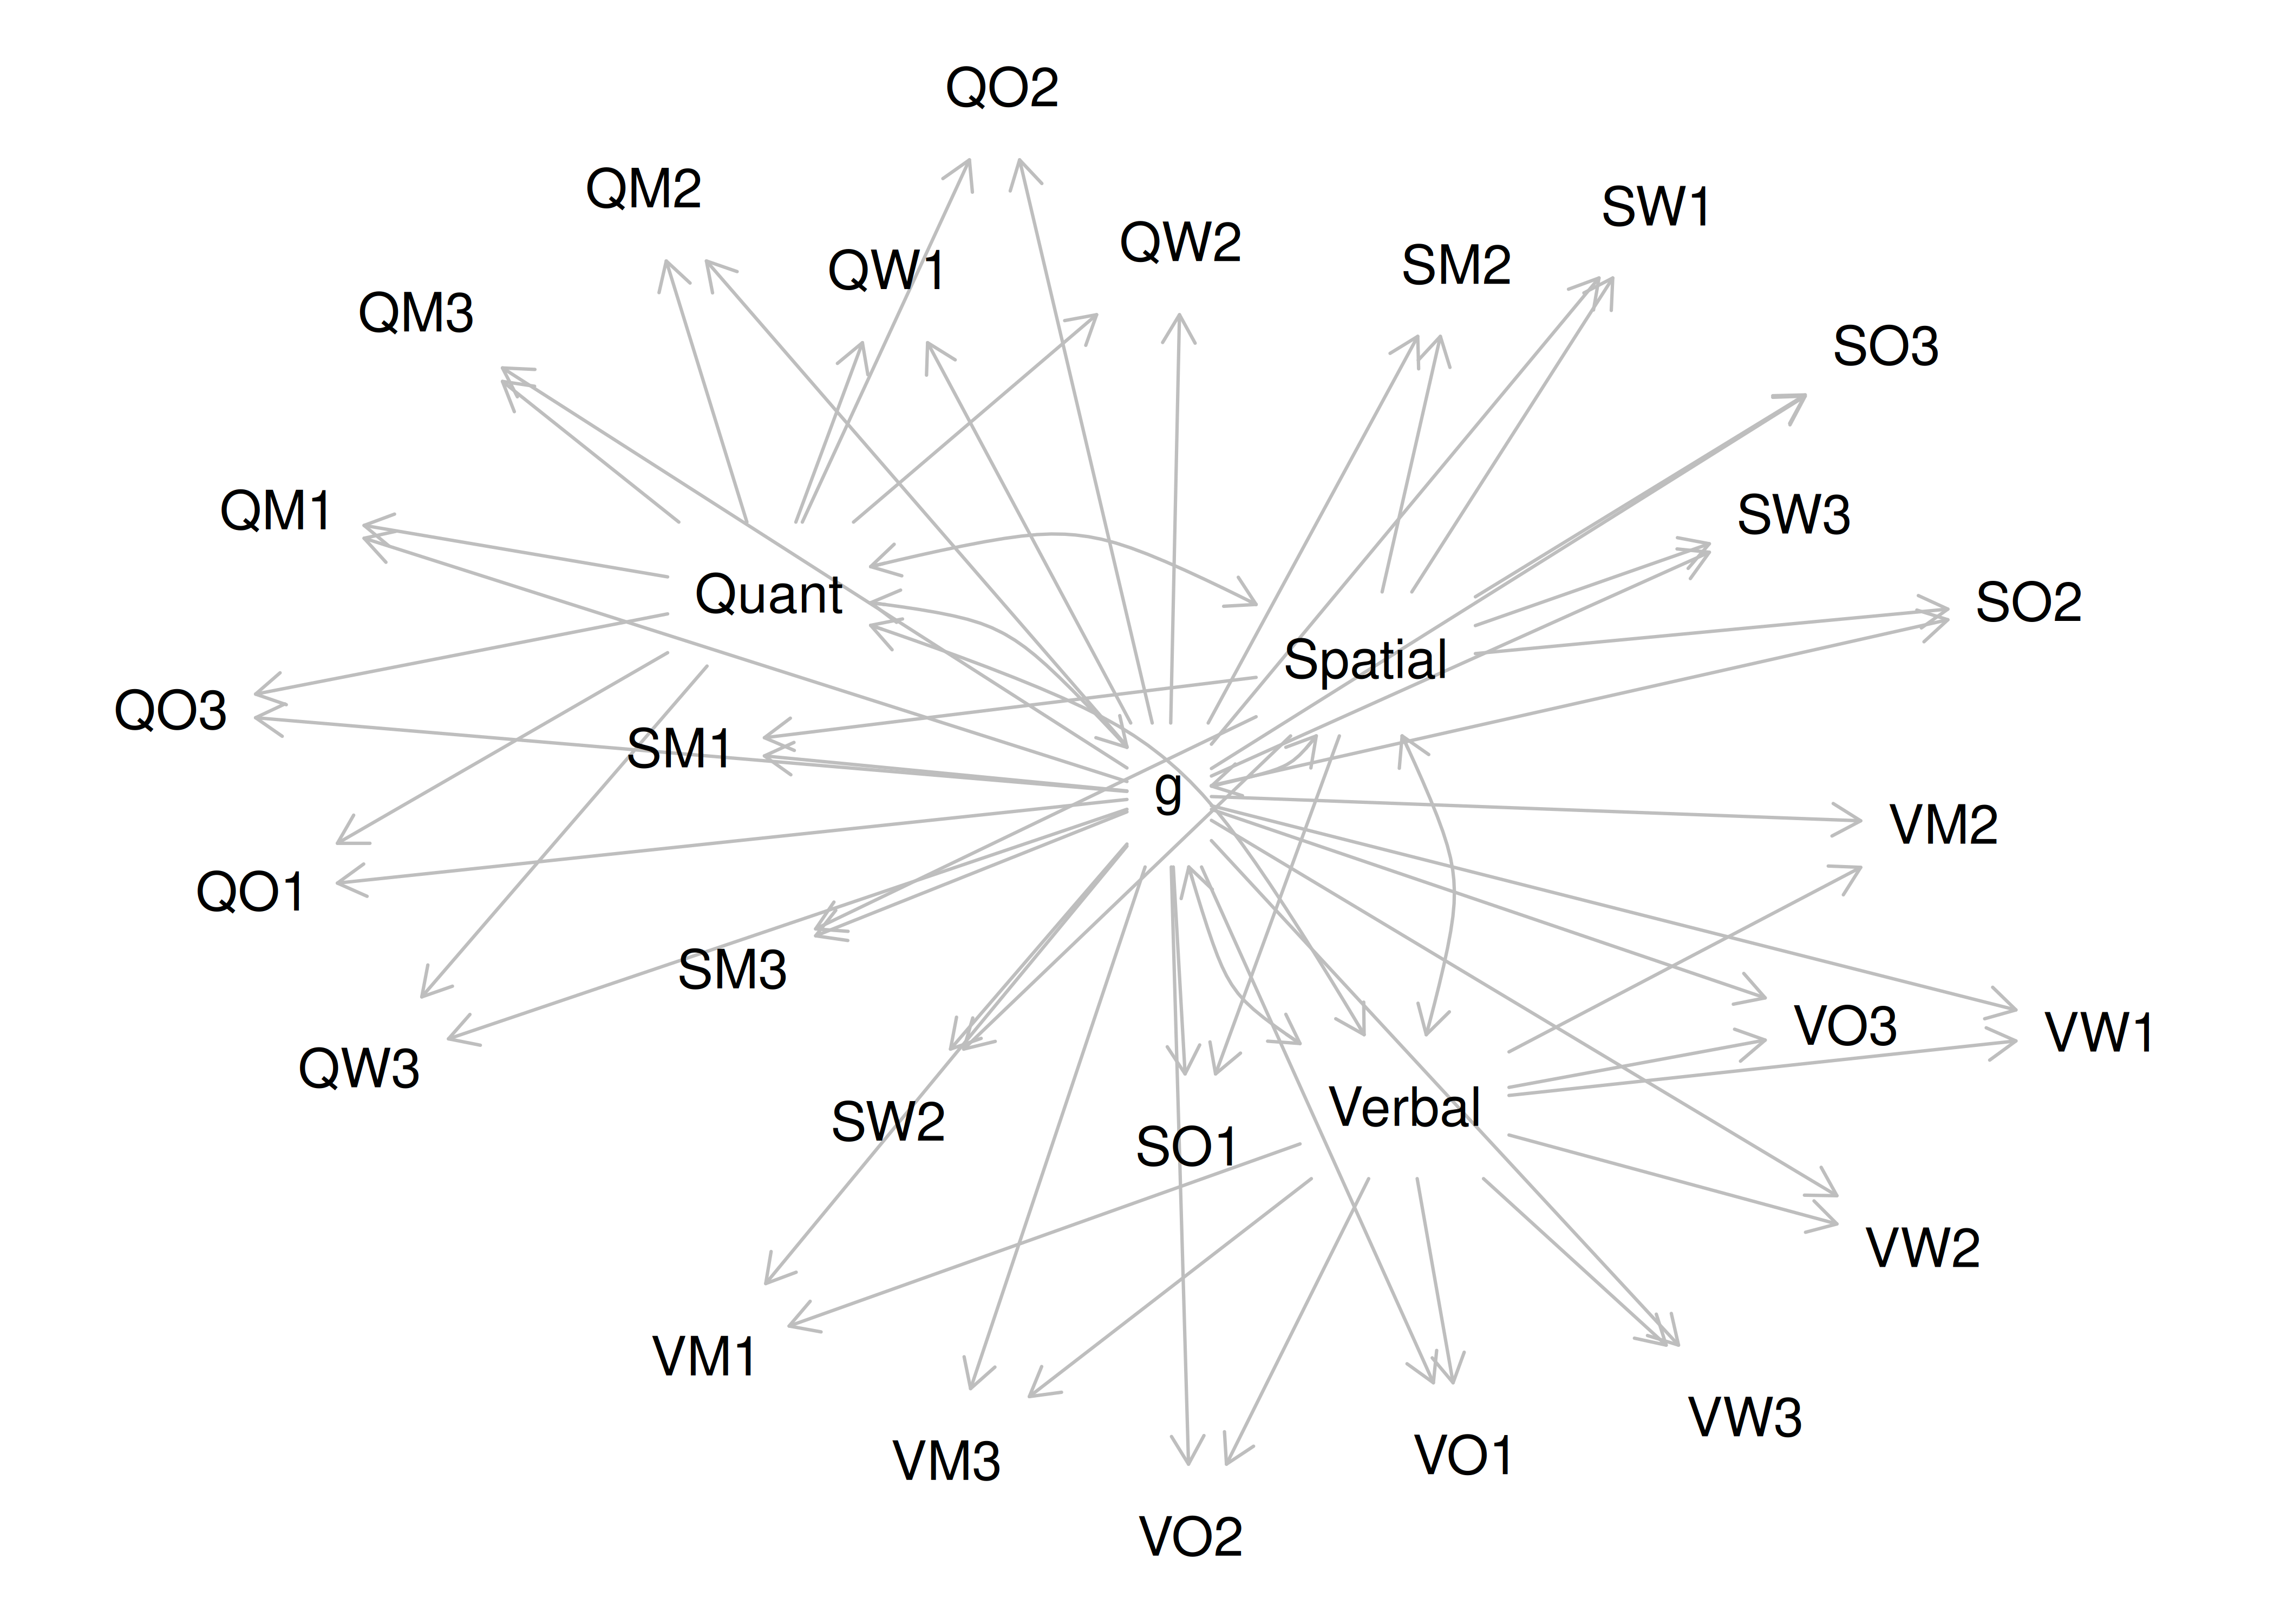 QO2
QM2
SW1
QW2
SM2
QW1
QM3
SO3
QM1
SW3
Quant
SO2
Spatial
QO3
SM1
g
VM2
QO1
SM3
VO3
VW1
QW3
Verbal
SW2
SO1
VW2
VM1
VW3
VO1
VM3
VO2